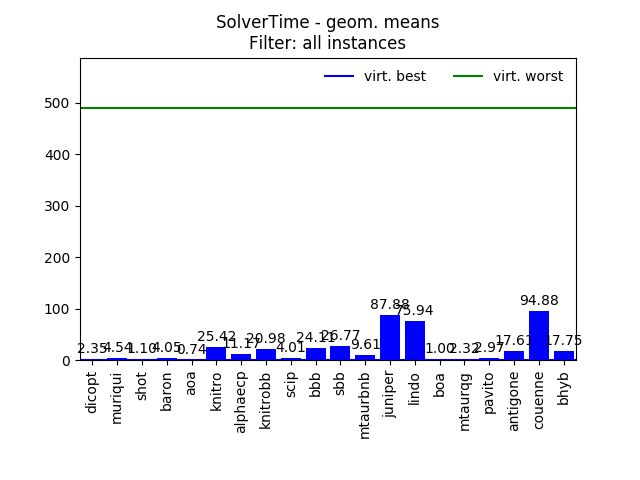 SolverTime - geom. means
Filter: all instances
virt. best
virt. worst
500
400
300
200
100
0
2.35
4.54
1.10
4.05
0.74
25.42
11.17
20.98
4.01
24.11
26.77
9.61
87.88
75.94
1.00
2.32
2.97
17.61
94.88
17.75
dicopt
muriqui
shot
baron
aoa
knitro
alphaecp
knitrobb
scip
bbb
sbb
mtaurbnb
juniper
lindo
boa
mtaurqg
pavito
antigone
couenne
bhyb